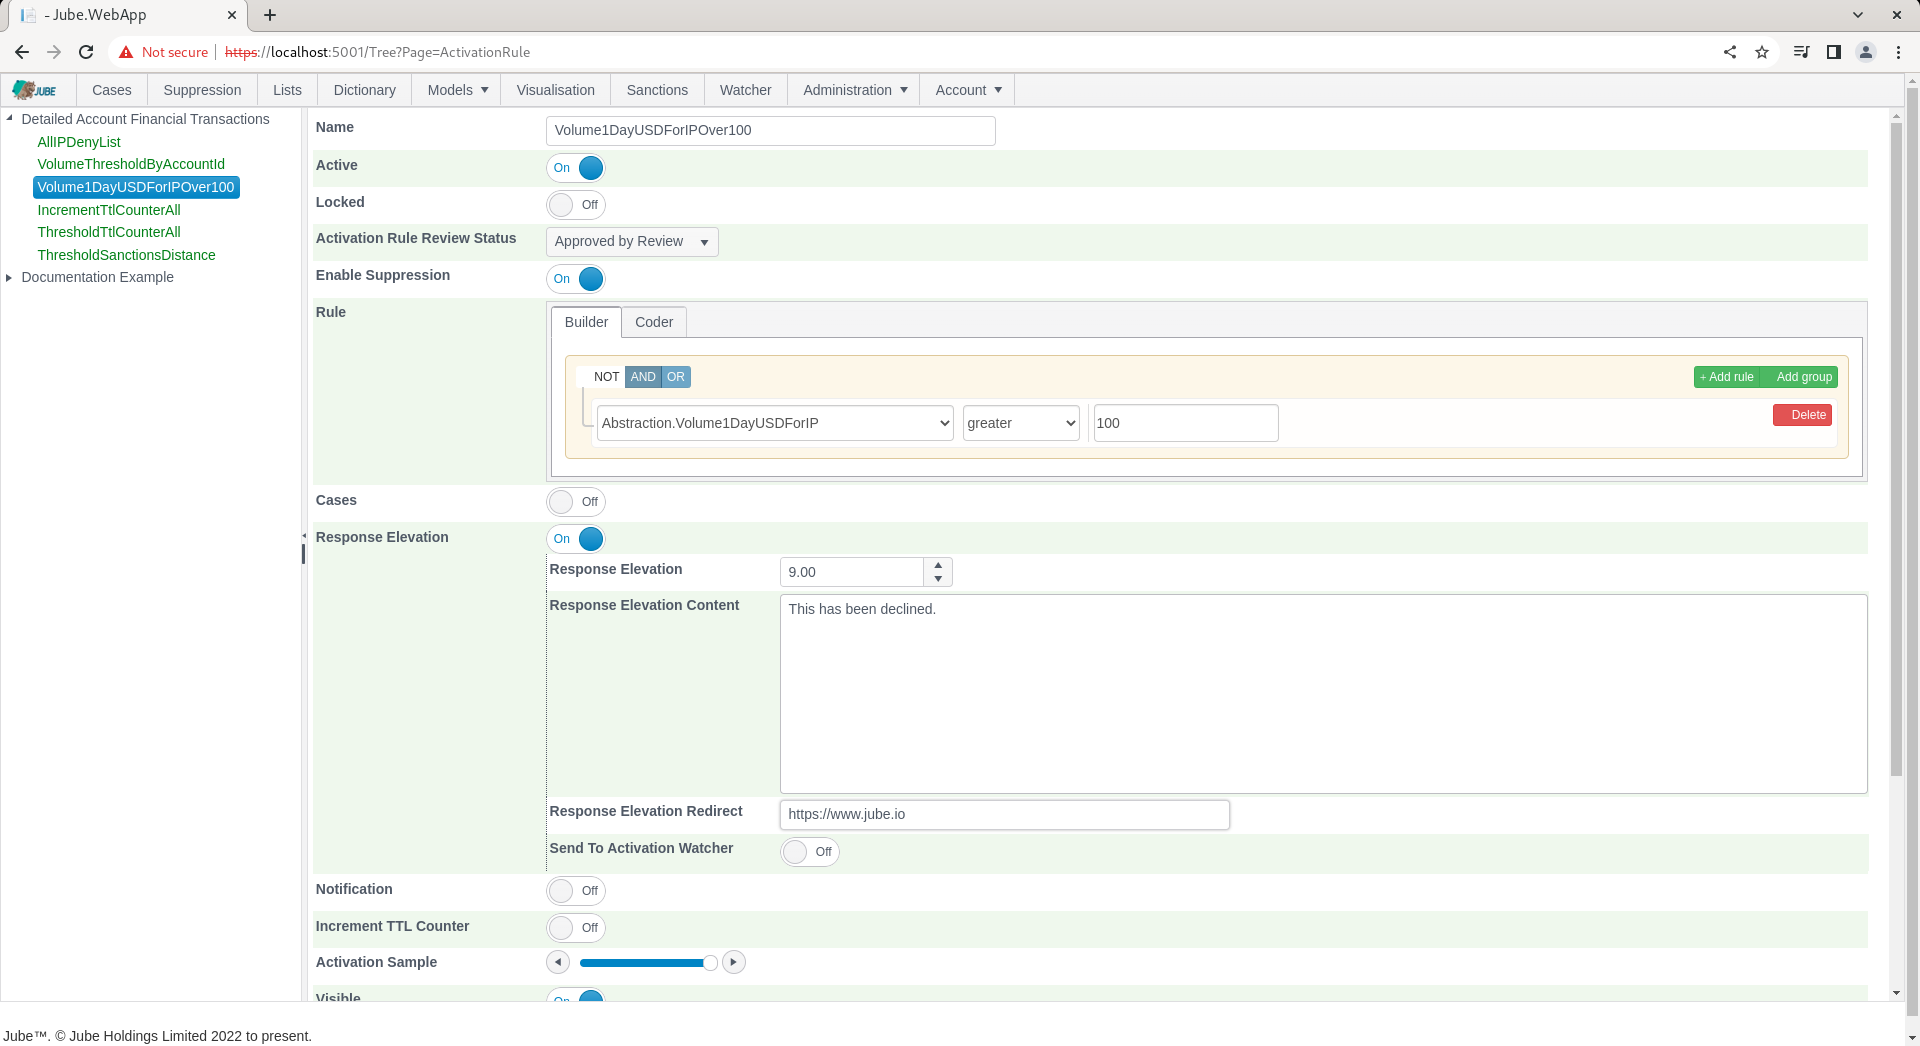 - Jube.WebApp
Not secure https://localhost:5001/Tree?Page=ActivationRule
JUBE Cases Suppression Lists Dictionary Models Visualisation Sanctions Watcher Administration Account
Detailed Account Financial Transactions
AllIPDenyList
VolumeThresholdByAccountId
Volume1DayUSDForIPOver100
IncrementTtlCounterAll
ThresholdTtlCounterAll
ThresholdSanctionsDistance
Documentation Example
Name Volume1DayUSDForIPOver100
Active On
Locked Off
Activation Rule Review Status Approved by Review
Enable Suppression On
Rule Builder Coder
NOT AND OR + Add rule Add group
Abstraction.Volume1DayUSDForIP greater 100 Delete
Cases Off
Response Elevation On
Response Elevation 9.00
Response Elevation Content This has been declined.
Response Elevation Redirect https://www.jube.io
Send To Activation Watcher Off
Notification Off
Increment TTL Counter Off
Activation Sample
Visible On
Jube™. © Jube Holdings Limited 2022 to present.